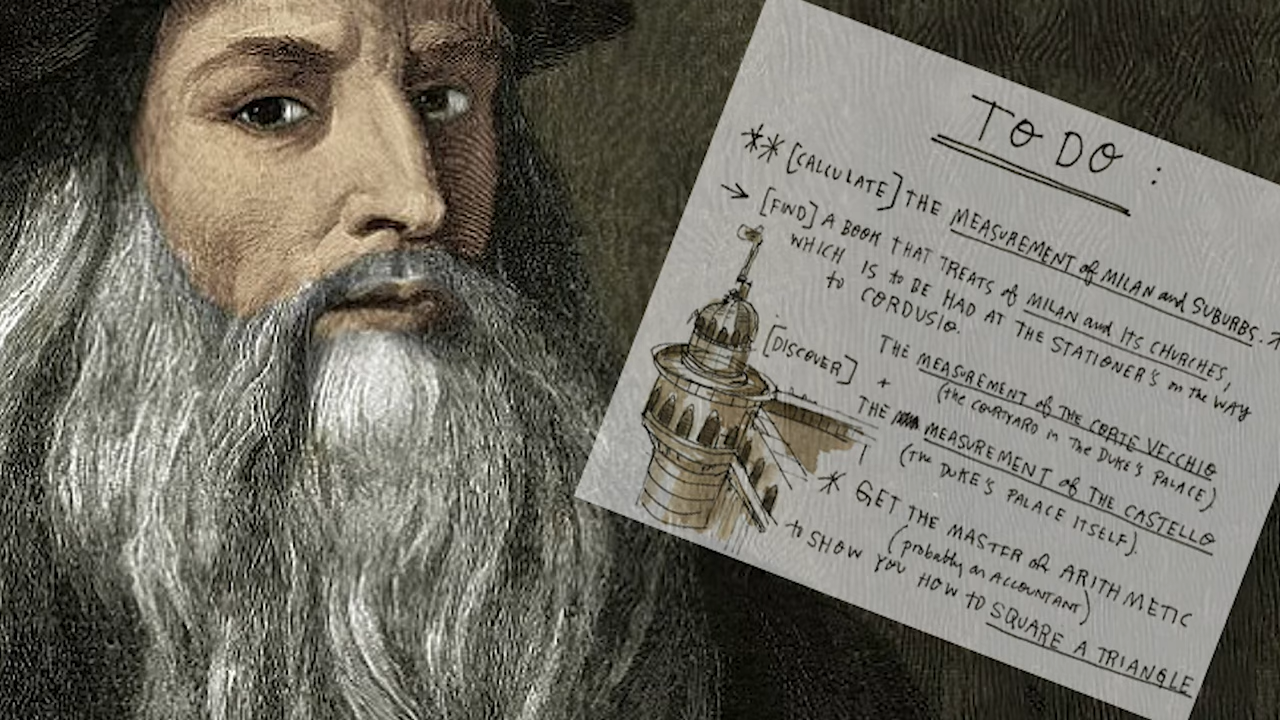 TO DO :
** [CALCULATE] THE MEASUREMENT of MILAN and SUBURBS.
→ [FIND] A BOOK THAT TREATS of MILAN and ITS CHURCHES,
WHICH IS to BE HAD AT THE STATIONER'S on the WAY
to CORDUSIO.
[DISCOVER] THE MEASUREMENT of THE CORTE VECCHIO
(the COURTYARD in THE DUKE'S PALACE)
+ THE MEASUREMENT of THE CASTELLO
(THE DUKE'S PALACE ITSELF).
* GET THE MASTER of ARITHMETIC
(probably an ACCOUNTANT)
to SHOW YOU HOW to SQUARE A TRIANGLE